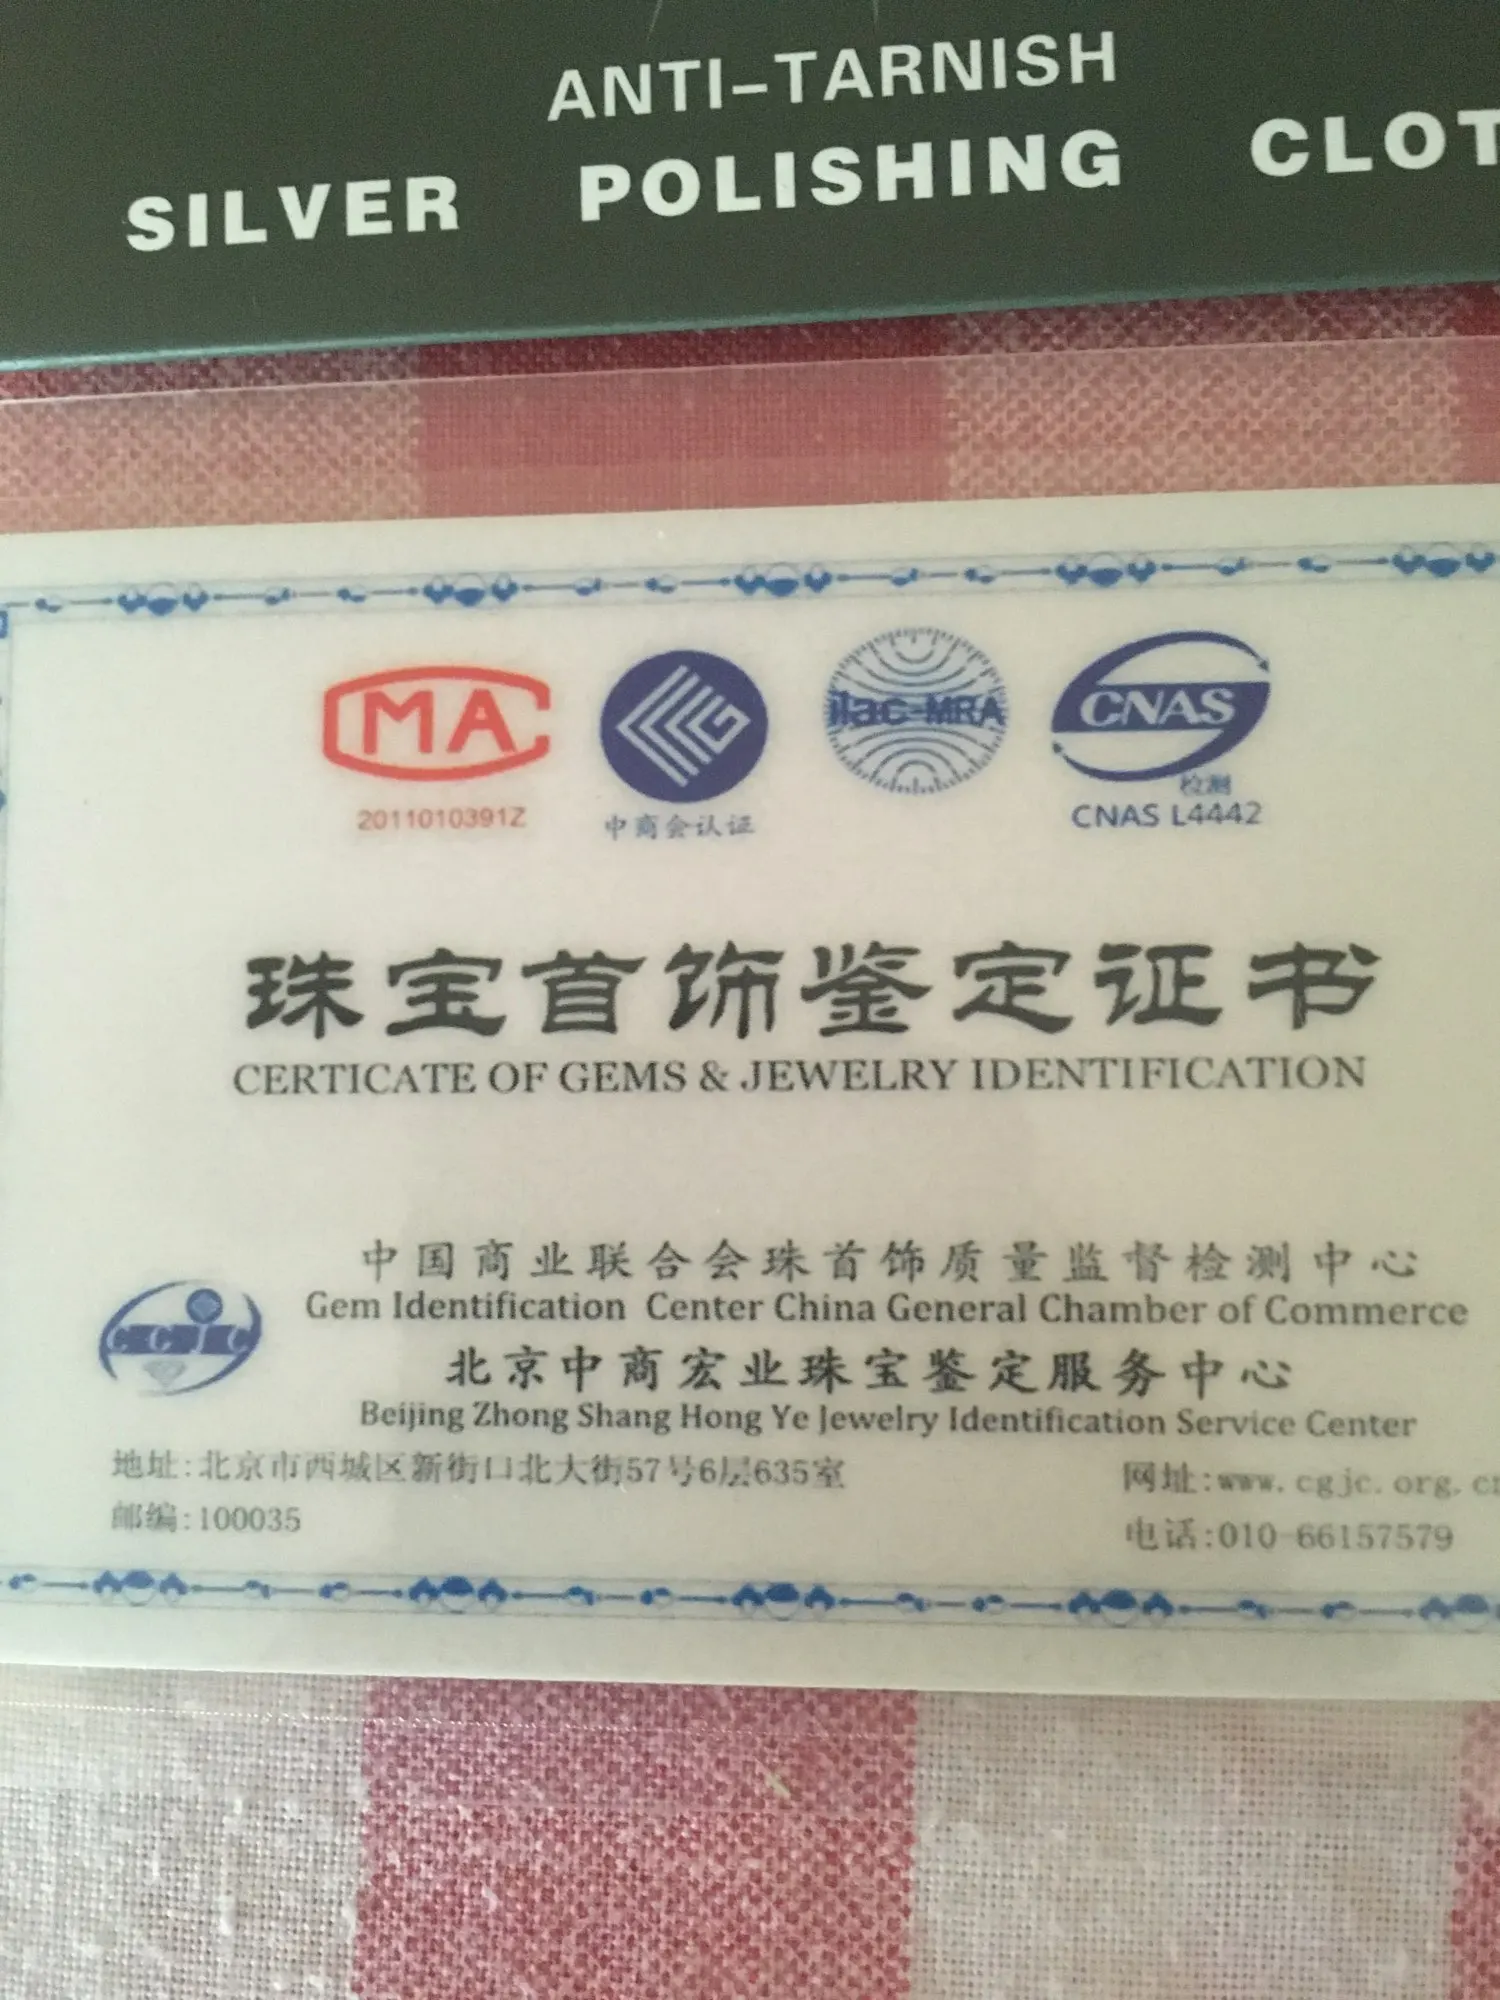 ANTI-TARNISH
SILVER POLISHING CLOT
MA
ilac-MRA
CNAS
检测
2011010391Z
中商会认证
CNAS L4442
珠宝首饰鉴定证书
CERTICATE OF GEMS & JEWELRY IDENTIFICATION
中国商业联合会珠首饰质量监督检测中心
Gem Identification Center China General Chamber of Commerce
CGJC
北京中商宏业珠宝鉴定服务中心
Beijing Zhong Shang Hong Ye Jewelry Identification Service Center
地址:北京市西城区新街口北大街57号6层635室
网址:www.cgjc.org.cn
邮编:100035
电话:010-66157579